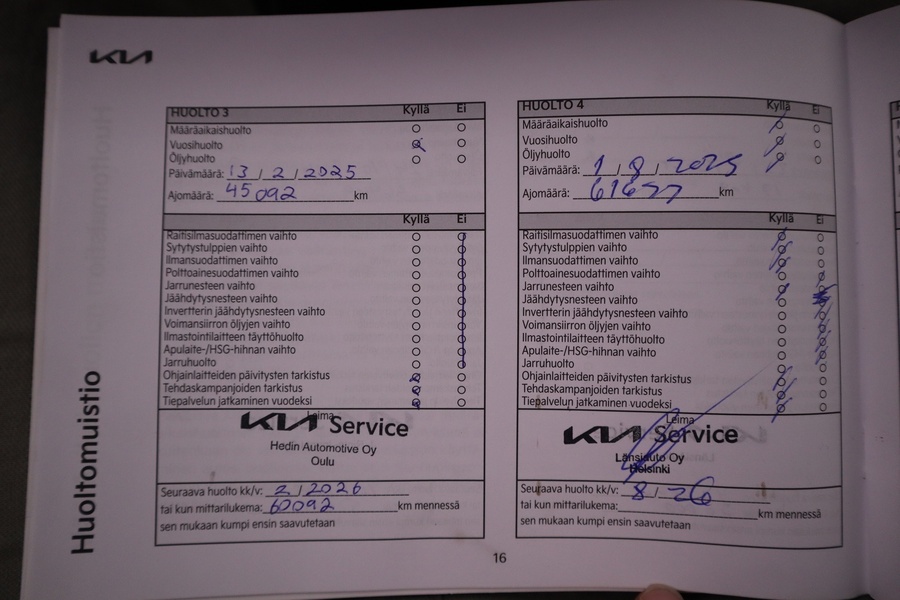 KIA
Huoltomuistio
HUOLTO 3 Kyllä Ei
Määräaikaishuolto
Vuosihuolto
Öljyhuolto
Päivämäärä: 13 / 2 / 2025
Ajomäärä: 45 092 km
Kyllä Ei
Raitisilmasuodattimen vaihto
Sytytystulppien vaihto
Ilmansuodattimen vaihto
Polttoainesuodattimen vaihto
Jarrunesteen vaihto
Jäähdytysnesteen vaihto
Invertterin jäähdytysnesteen vaihto
Voimansiirron öljyjen vaihto
Ilmastointilaitteen täyttöhuolto
Apulaite-/HSG-hihnan vaihto
Jarruhuolto
Ohjainlaitteiden päivitysten tarkistus
Tehdaskampanjoiden tarkistus
Tiepalvelun jatkaminen vuodeksi
Leima
KIA Service
Hedin Automotive Oy
Oulu
Seuraava huolto kk/v: 2 / 2026
tai kun mittarilukema: 60092 km mennessä
sen mukaan kumpi ensin saavutetaan
HUOLTO 4 Kyllä Ei
Määräaikaishuolto
Vuosihuolto
Öljyhuolto
Päivämäärä: 1 / 8 / 2025
Ajomäärä: km
Kyllä Ei
Raitisilmasuodattimen vaihto
Sytytystulppien vaihto
Ilmansuodattimen vaihto
Polttoainesuodattimen vaihto
Jarrunesteen vaihto
Jäähdytysnesteen vaihto
Invertterin jäähdytysnesteen vaihto
Voimansiirron öljyjen vaihto
Ilmastointilaitteen täyttöhuolto
Apulaite-/HSG-hihnan vaihto
Jarruhuolto
Ohjainlaitteiden päivitysten tarkistus
Tehdaskampanjoiden tarkistus
Tiepalvelun jatkaminen vuodeksi
Leima
KIA Service
Länsiauto Oy
Helsinki
Seuraava huolto kk/v: 8 / 26
tai kun mittarilukema: km mennessä
sen mukaan kumpi ensin saavutetaan
16